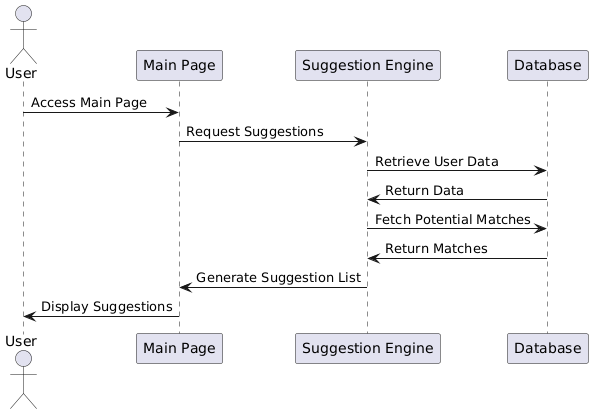 User
Main Page
Suggestion Engine
Database
Access Main Page
Request Suggestions
Retrieve User Data
Return Data
Fetch Potential Matches
Return Matches
Generate Suggestion List
Display Suggestions
User
Main Page
Suggestion Engine
Database